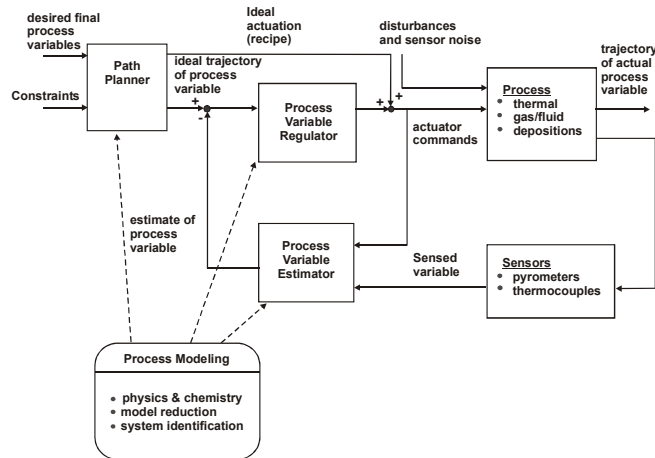 desired final
process
variables
Constraints
Path
Planner
Ideal
actuation
(recipe)
ideal trajectory
of process
variable
+
-
Process
Variable
Regulator
disturbances
and sensor noise
+
+
actuator
commands
Process
• thermal
• gas/fluid
• depositions
trajectory
of actual
process
variable
estimate of
process
variable
Process
Variable
Estimator
Sensed
variable
Sensors
• pyrometers
• thermocouples
Process Modeling
• physics & chemistry
• model reduction
• system identification